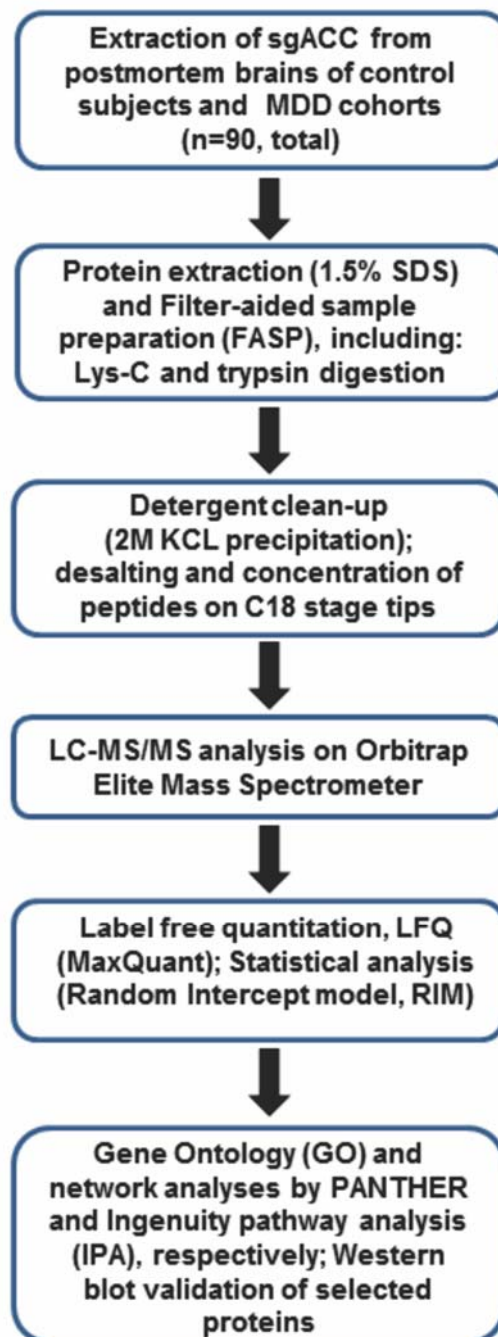 Extraction of sgACC from
postmortem brains of control
subjects and MDD cohorts
(n=90, total)
Protein extraction (1.5% SDS)
and Filter-aided sample
preparation (FASP), including:
Lys-C and trypsin digestion
Detergent clean-up
(2M KCL precipitation);
desalting and concentration of
peptides on C18 stage tips
LC-MS/MS analysis on Orbitrap
Elite Mass Spectrometer
Label free quantitation, LFQ
(MaxQuant); Statistical analysis
(Random Intercept model, RIM)
Gene Ontology (GO) and
network analyses by PANTHER
and Ingenuity pathway analysis
(IPA), respectively; Western
blot validation of selected
proteins